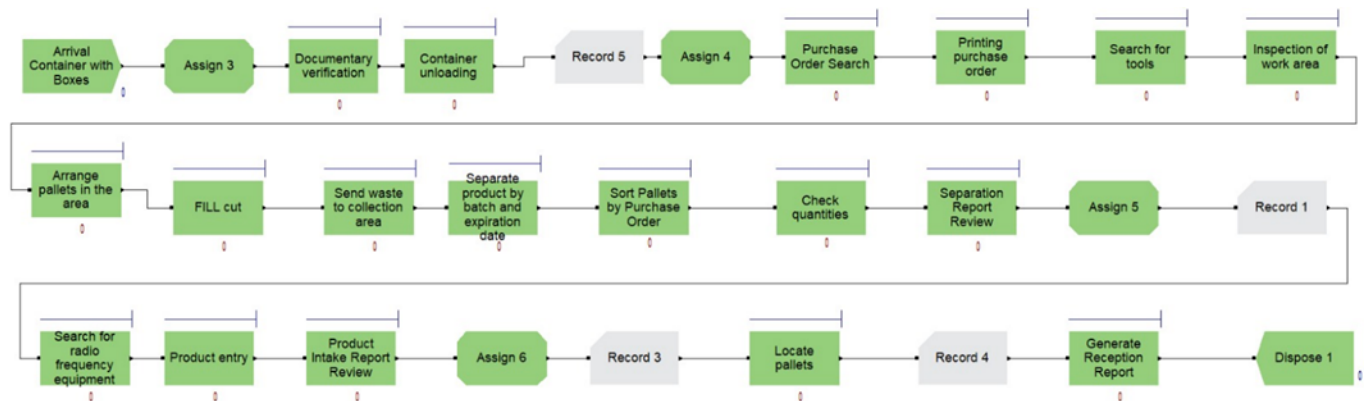 Arrival
Container with
Boxes
Assign 3
Documentary
verification
Container
unloading
Record 5
Assign 4
Purchase
Order Search
Printing
purchase
order
Search for
tools
Inspection of
work area
0
0
0
0
0
0
0
Arrange
pallets in the
area
FILL cut
Send waste
to collection
area
Separate
product by
batch and
expiration
date
Sort Pallets
by Purchase
Order
Check
quantities
Separation
Report
Review
Assign 5
Record 1
0
0
0
0
0
0
0
Search for
radio
frequency
equipment
Product entry
Product
Intake Report
Review
Assign 6
Record 3
Locate
pallets
Record 4
Generate
Reception
Report
Dispose 1
0
0
0
0
0
0